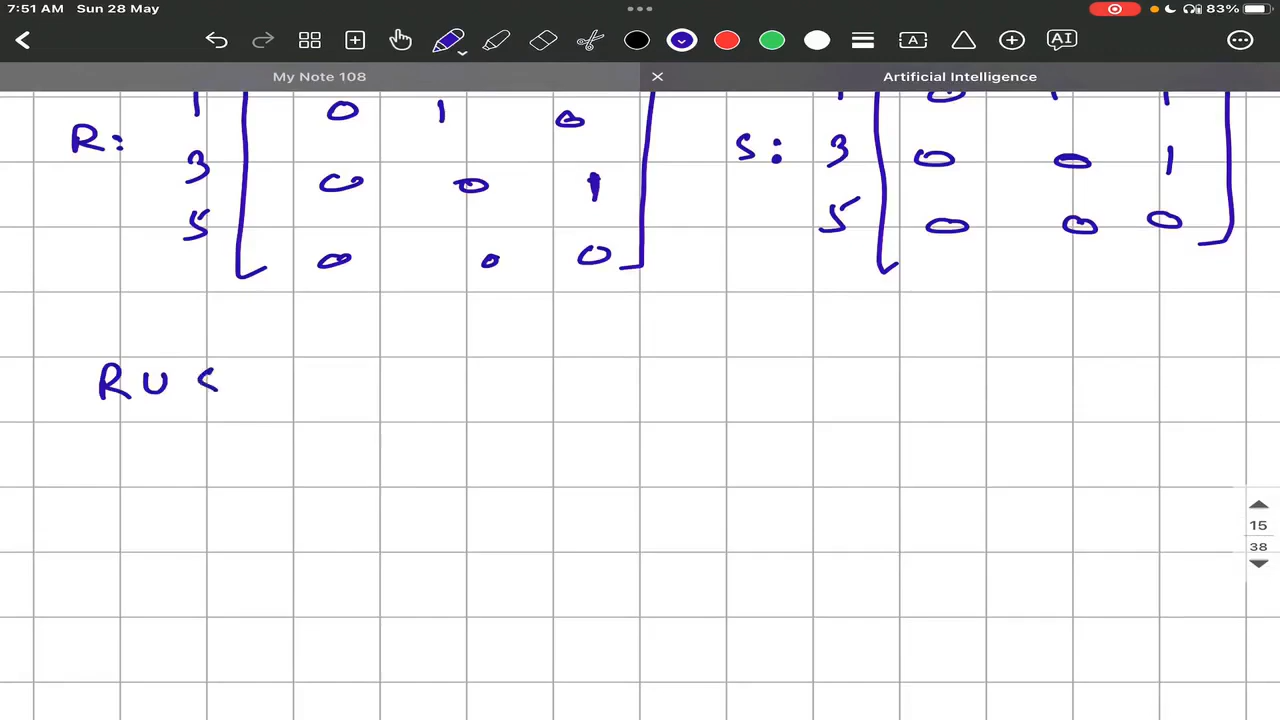 7:51 AM Sun 28 May
83%
A
AI
My Note 108
Artificial Intelligence
R:
1 0 1 0
3 0 0 1
5 0 0 0
S:
3 0 0 1
5 0 0 0
R U
15
38